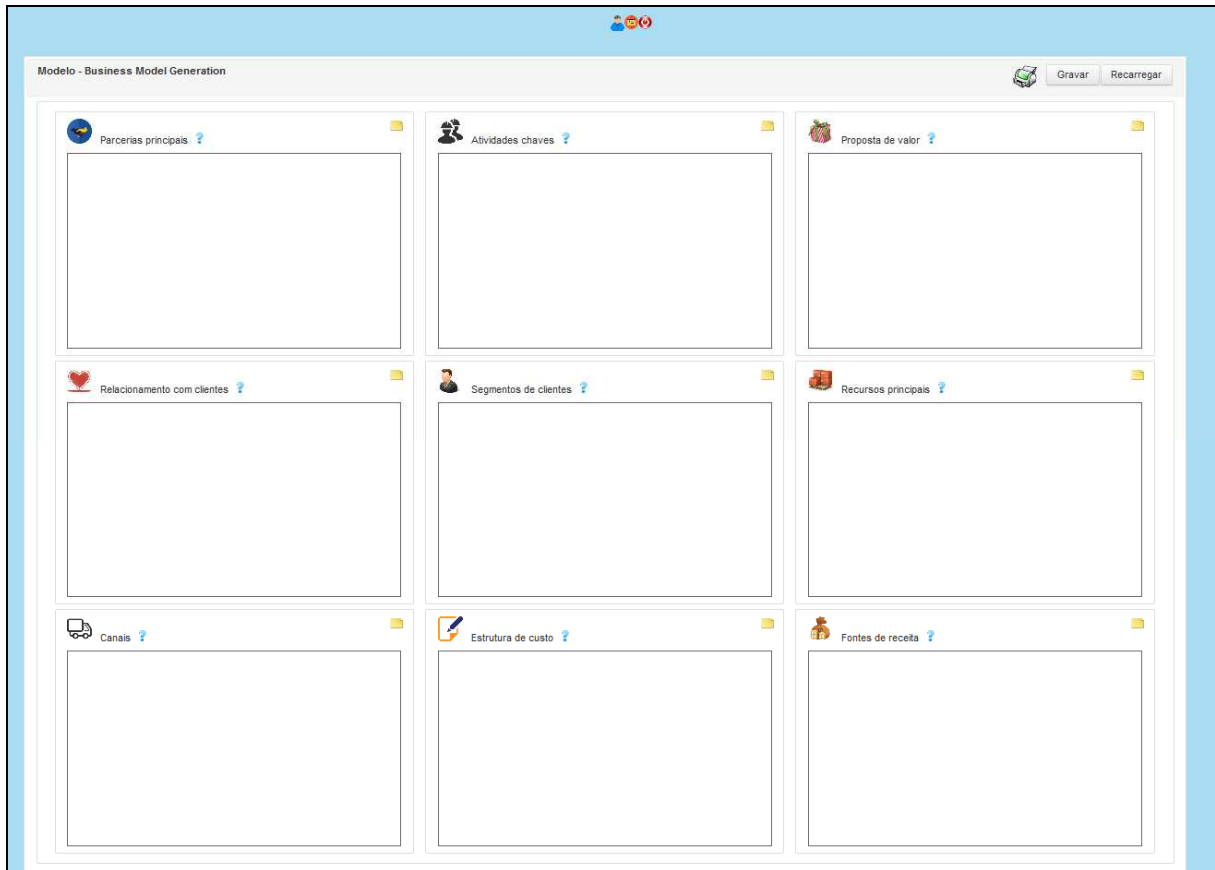 Modelo - Business Model Generation
Gravar Recarregar
Parcerias principais ?
Atividades chaves ?
Proposta de valor ?
Relacionamento com clientes ?
Segmentos de clientes ?
Recursos principais ?
Canais ?
Estrutura de custo ?
Fontes de receita ?